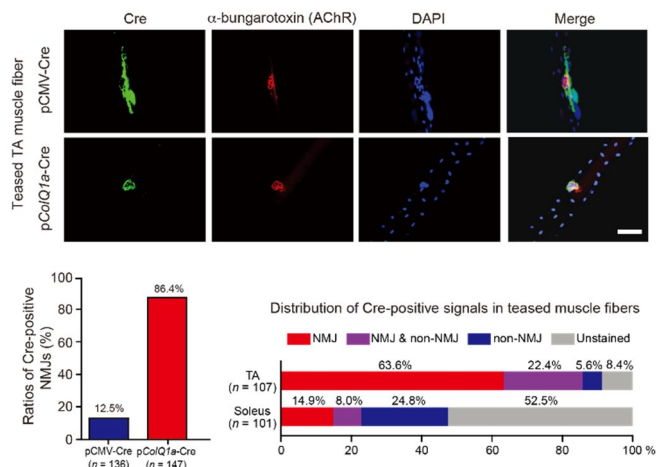 Cre
α-bungarotoxin (AChR)
DAPI
Merge
Teased TA muscle fiber
pCMV-Cre
pColQ1a-Cre
Ratios of Cre-positive
NMJs (%)
100
80
60
40
20
0
12.5%
86.4%
pCMV-Cre
(n = 136)
pColQ1a-Cre
(n = 147)
Distribution of Cre-positive signals in teased muscle fibers
NMJ
NMJ & non-NMJ
non-NMJ
Unstained
TA
(n = 107)
63.6%
22.4%
5.6%
8.4%
Soleus
(n = 101)
14.9%
8.0%
24.8%
52.5%
0
20
40
60
80
100 %